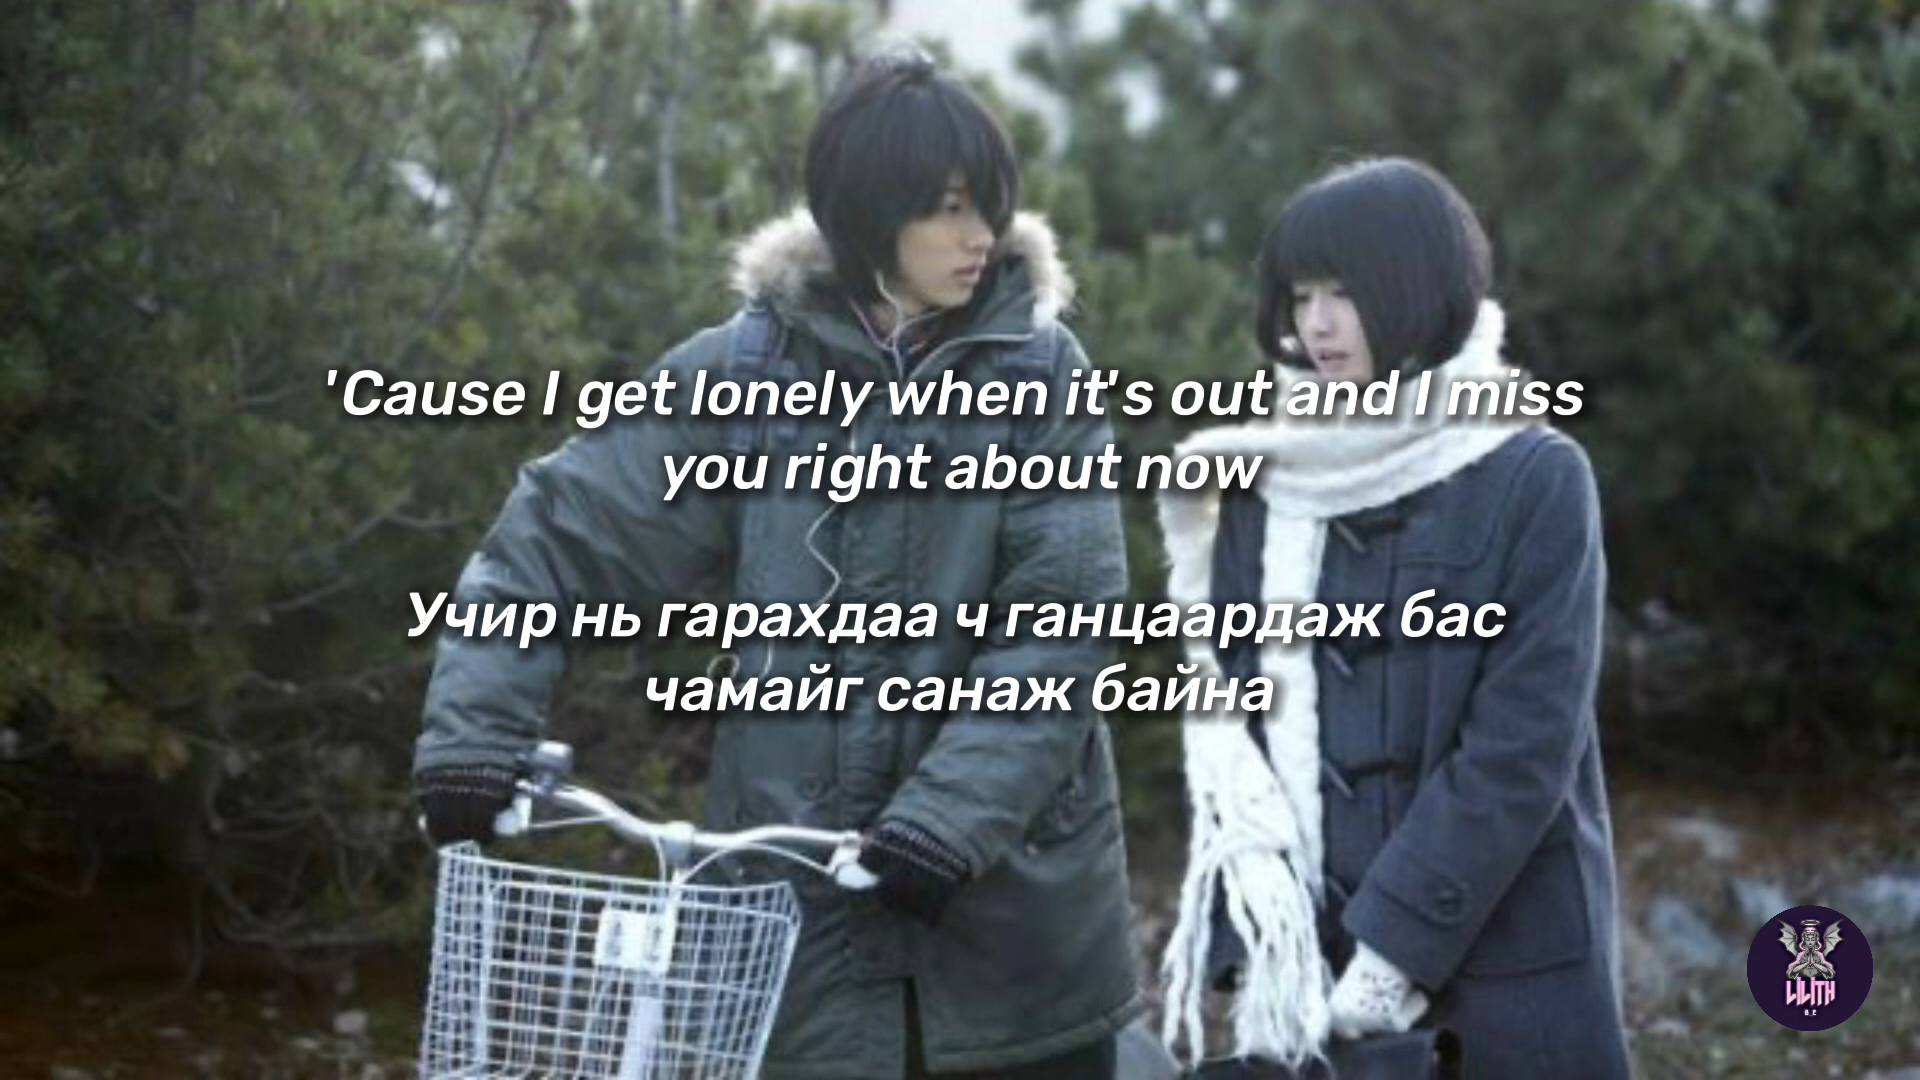 'Cause I get lonely when it's out and I miss
you right about now
Учир нь гарахдаа ч ганцаардаж бас
чамайг санаж байна
LILITH